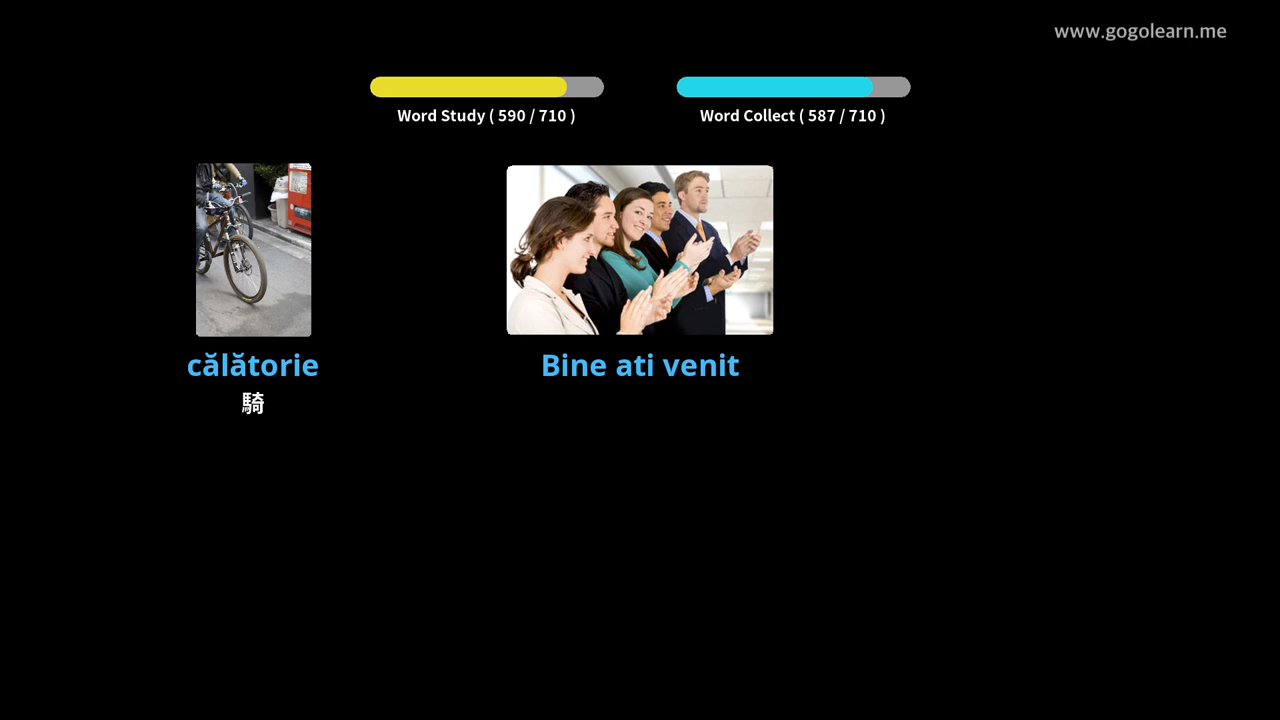 www.gogolearn.me
Word Study ( 590 / 710 )
Word Collect ( 587 / 710 )
călătorie
騎
Bine ati venit